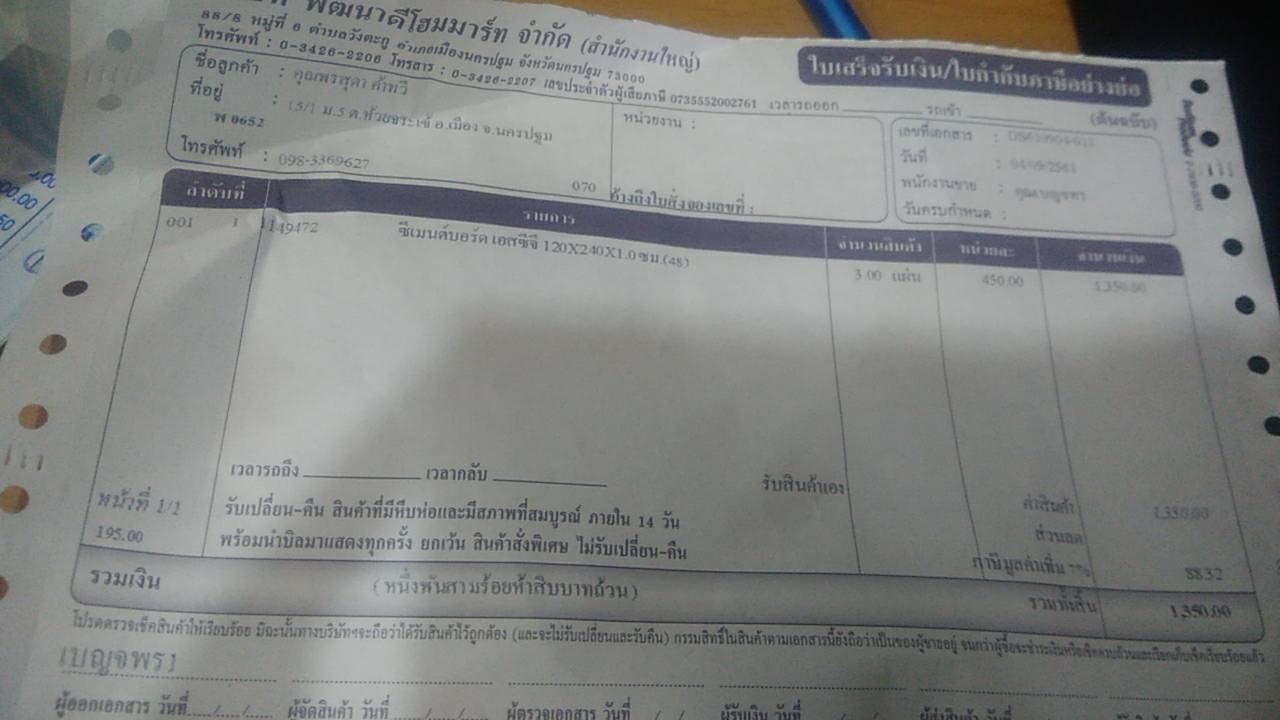 พัฒนาดีโฮมมาร์ท จำกัด (สำนักงานใหญ่)
88/8 หมู่ที่ 6 ตำบลวังตะกู อำเภอเมืองนครปฐม จังหวัดนครปฐม 73000
โทรศัพท์ : 0-3426-2206 โทรสาร : 0-3426-2207 เลขประจำตัวผู้เสียภาษี 0735552002761 เวลารถออก รถเข้า
ใบเสร็จรับเงิน/ใบกำกับภาษีอย่างย่อ
(ต้นฉบับ)
ชื่อลูกค้า : คุณพรสุดา คำทวี
ที่อยู่ : 15/1 ม.5 ต.ห้วยจระเข้ อ.เมือง จ.นครปฐม
พ 0652
โทรศัพท์ : 098-3369627
070
หน่วยงาน :
อ้างถึงใบสั่งของเลขที่ :
เลขที่เอกสาร :
วันที่ : 04/09/2561
พนักงานขาย :
วันครบกำหนด :
ลำดับที่ รายการ จำนวนสินค้า หน่วยละ จำนวนเงิน
001 1 1149472 ซีเมนต์บอร์ด เอสซีจี 120X240X1.0 ซม.(48) 3.00 แผ่น 450.00 1,350.00
เวลารถถึง เวลากลับ รับสินค้าเอง
หน้าที่ 1/1
195.00
รับเปลี่ยน-คืน สินค้าที่มีหีบห่อและมีสภาพที่สมบูรณ์ ภายใน 14 วัน
พร้อมนำบิลมาแสดงทุกครั้ง ยกเว้น สินค้าสั่งพิเศษ ไม่รับเปลี่ยน-คืน
ค่าสินค้า 1,350.00
ส่วนลด
ภาษีมูลค่าเพิ่ม 7% 88.32
รวมเงิน (หนึ่งพันสามร้อยห้าสิบบาทถ้วน) รวมทั้งสิ้น 1,350.00
โปรดตรวจเช็คสินค้าให้เรียบร้อย มิฉะนั้นทางบริษัทฯจะถือว่าได้รับสินค้าไว้ถูกต้อง (และจะไม่รับเปลี่ยนและรับคืน) กรรมสิทธิ์ในสินค้าตามเอกสารนี้ยังถือว่าเป็นของผู้ขายอยู่ จนกว่าผู้ซื้อจะชำระเงินหรือเช็คครบถ้วนและเรียกเก็บเช็คเรียบร้อยแล้ว
เบญจพร1
ผู้ออกเอกสาร วันที่...../...../..... ผู้จัดสินค้า วันที่...../...../..... ผู้ตรวจเอกสาร วันที่...../...../..... ผู้รับเงิน วันที่...../...../..... ผู้ส่งสินค้า วันที่